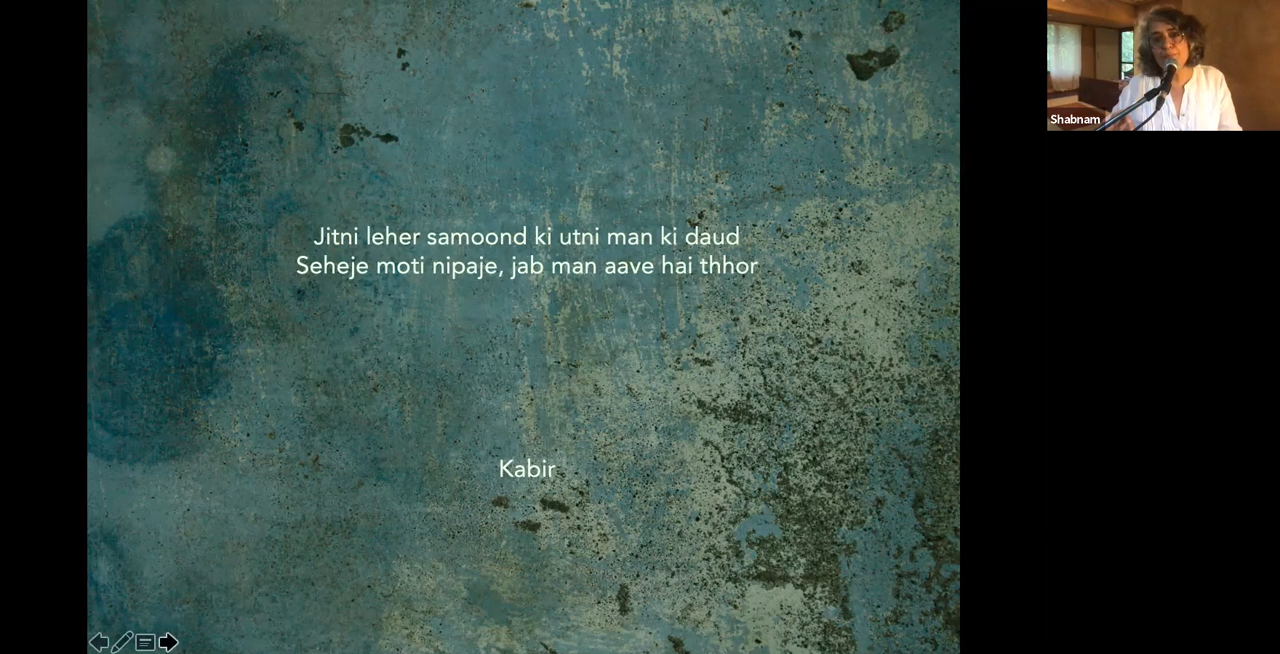 Jitni leher samoond ki utni man ki daud
Seheje moti nipaje, jab man aave hai thhor
Kabir
Shabnam